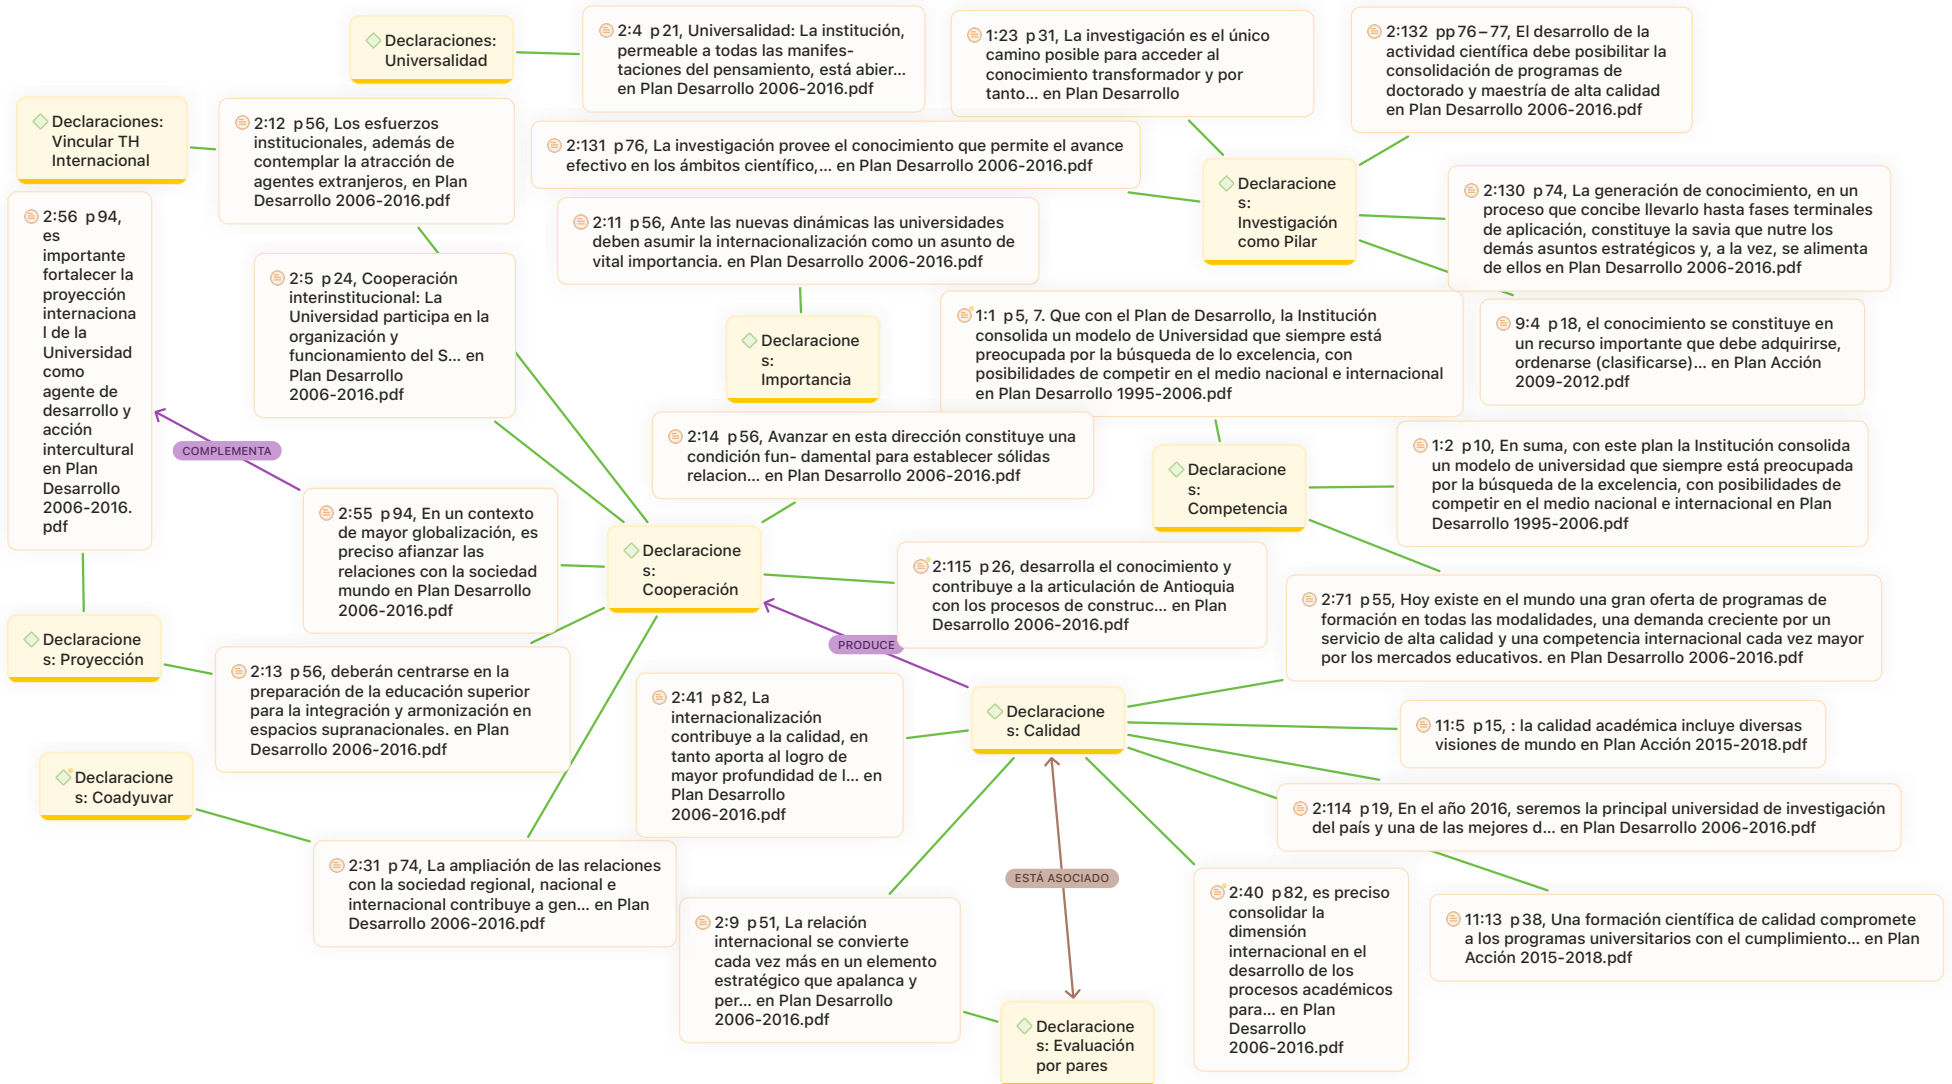 Declaraciones:
Universalidad
2:4 p 21, Universalidad: La institución,
permeable a todas las manifes-
taciones del pensamiento, está abier...
en Plan Desarrollo 2006-2016.pdf
1:23 p 31, La investigación es el único
camino posible para acceder al
conocimiento transformador y por
tanto... en Plan Desarrollo
2:132 pp 76–77, El desarrollo de la
actividad científica debe posibilitar la
consolidación de programas de
doctorado y maestría de alta calidad
en Plan Desarrollo 2006-2016.pdf
Declaraciones:
Vincular TH
Internacional
2:12 p 56, Los esfuerzos
institucionales, además de
contemplar la atracción de
agentes extranjeros, en Plan
Desarrollo 2006-2016.pdf
2:131 p 76, La investigación provee el conocimiento que permite el avance
efectivo en los ámbitos científico,... en Plan Desarrollo 2006-2016.pdf
Declaracione
s:
Investigación
como Pilar
2:130 p 74, La generación de conocimiento, en un
proceso que concibe llevarlo hasta fases terminales
de aplicación, constituye la savia que nutre los
demás asuntos estratégicos y, a la vez, se alimenta
de ellos en Plan Desarrollo 2006-2016.pdf
2:56 p 94,
es
importante
fortalecer la
proyección
internaciona
l de la
Universidad
como
agente de
desarrollo y
acción
intercultural
en Plan
Desarrollo
2006-2016.
pdf
2:11 p 56, Ante las nuevas dinámicas las universidades
deben asumir la internacionalización como un asunto de
vital importancia. en Plan Desarrollo 2006-2016.pdf
2:5 p 24, Cooperación
interinstitucional: La
Universidad participa en la
organización y
funcionamiento del S... en
Plan Desarrollo
2006-2016.pdf
Declaracione
s:
Importancia
1:1 p 5, 7. Que con el Plan de Desarrollo, la Institución
consolida un modelo de Universidad que siempre está
preocupada por la búsqueda de lo excelencia, con
posibilidades de competir en el medio nacional e internacional
en Plan Desarrollo 1995-2006.pdf
9:4 p 18, el conocimiento se constituye en
un recurso importante que debe adquirirse,
ordenarse (clasificarse)... en Plan Acción
2009-2012.pdf
COMPLEMENTA
2:14 p 56, Avanzar en esta dirección constituye una
condición fun- damental para establecer sólidas
relacion... en Plan Desarrollo 2006-2016.pdf
Declaracione
s:
Competencia
1:2 p 10, En suma, con este plan la Institución consolida
un modelo de universidad que siempre está preocupada
por la búsqueda de la excelencia, con posibilidades de
competir en el medio nacional e internacional en Plan
Desarrollo 1995-2006.pdf
2:55 p 94, En un contexto
de mayor globalización, es
preciso afianzar las
relaciones con la sociedad
mundo en Plan Desarrollo
2006-2016.pdf
Declaracione
s:
Cooperación
2:115 p 26, desarrolla el conocimiento y
contribuye a la articulación de Antioquia
con los procesos de construc... en Plan
Desarrollo 2006-2016.pdf
PRODUCE
2:71 p 55, Hoy existe en el mundo una gran oferta de programas de
formación en todas las modalidades, una demanda creciente por un
servicio de alta calidad y una competencia internacional cada vez mayor
por los mercados educativos. en Plan Desarrollo 2006-2016.pdf
Declaracione
s: Proyección
2:13 p 56, deberán centrarse en la
preparación de la educación superior
para la integración y armonización en
espacios supranacionales. en Plan
Desarrollo 2006-2016.pdf
2:41 p 82, La
internacionalización
contribuye a la calidad, en
tanto aporta al logro de
mayor profundidad de l... en
Plan Desarrollo
2006-2016.pdf
Declaracione
s: Calidad
11:5 p 15, : la calidad académica incluye diversas
visiones de mundo en Plan Acción 2015-2018.pdf
Declaracione
s: Coadyuvar
2:114 p 19, En el año 2016, seremos la principal universidad de investigación
del país y una de las mejores d... en Plan Desarrollo 2006-2016.pdf
2:31 p 74, La ampliación de las relaciones
con la sociedad regional, nacional e
internacional contribuye a gen... en Plan
Desarrollo 2006-2016.pdf
ESTÁ ASOCIADO
2:9 p 51, La relación
internacional se convierte
cada vez más en un elemento
estratégico que apalanca y
per... en Plan Desarrollo
2006-2016.pdf
2:40 p 82, es preciso
consolidar la
dimensión
internacional en el
desarrollo de los
procesos académicos
para... en Plan
Desarrollo
2006-2016.pdf
11:13 p 38, Una formación científica de calidad compromete
a los programas universitarios con el cumplimiento... en Plan
Acción 2015-2018.pdf
Declaracione
s: Evaluación
por pares